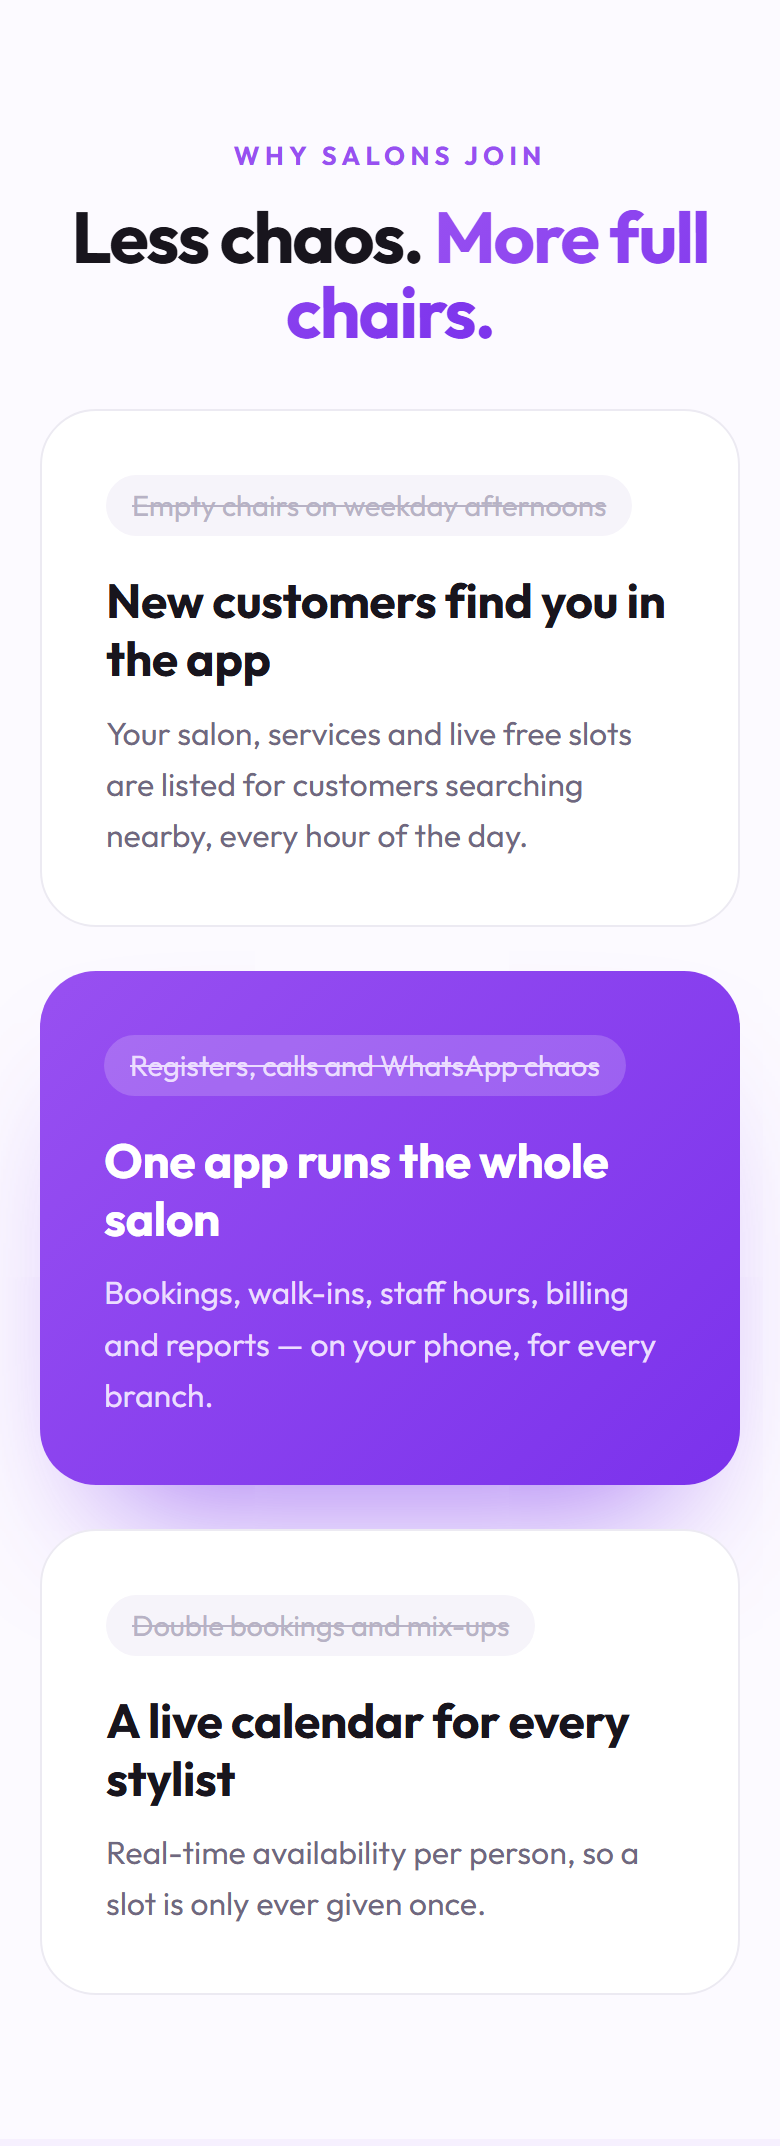 WHY SALONS JOIN
Less chaos. More full
chairs.
Empty chairs on weekday afternoons
New customers find you in
the app
Your salon, services and live free slots
are listed for customers searching
nearby, every hour of the day.
Registers, calls and WhatsApp chaos
One app runs the whole
salon
Bookings, walk-ins, staff hours, billing
and reports — on your phone, for every
branch.
Double bookings and mix-ups
A live calendar for every
stylist
Real-time availability per person, so a
slot is only ever given once.